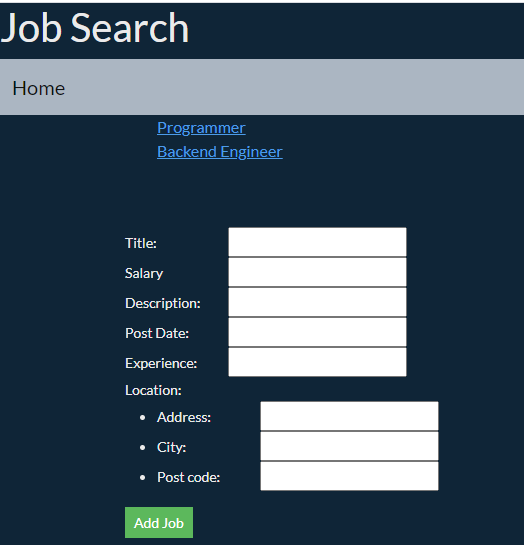 Job Search
Home
Programmer
Backend Engineer
Title:
Salary
Description:
Post Date:
Experience:
Location:
• Address:
• City:
• Post code:
Add Job